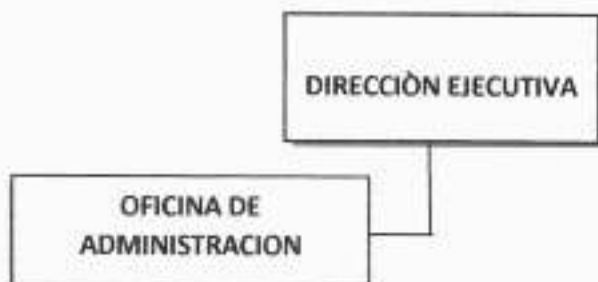 DIRECCIÒN EJECUTIVA
OFICINA DE
ADMINISTRACION